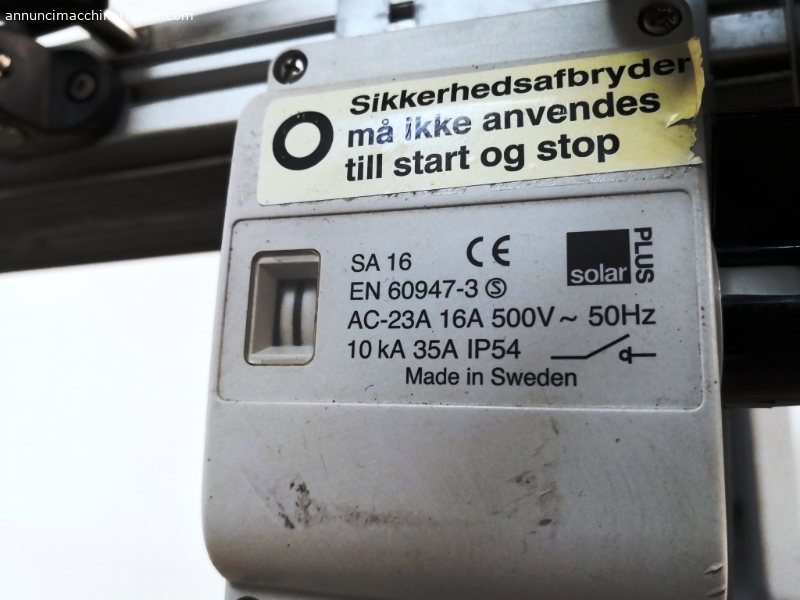 Sikkerhedsafbryder
må ikke anvendes
till start og stop
SA 16 CE
solar PLUS
EN 60947-3 Ⓢ
AC-23A 16A 500V ~ 50Hz
10 kA 35A IP54
Made in Sweden